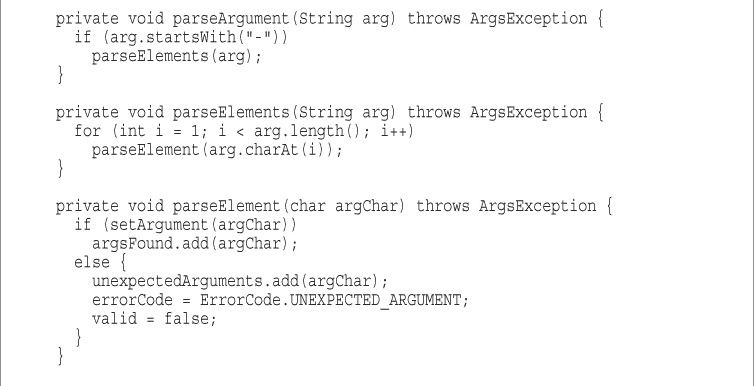 private void parseArgument(String arg) throws ArgsException {
  if (arg.startsWith("-"))
    parseElements(arg);
}

private void parseElements(String arg) throws ArgsException {
  for (int i = 1; i < arg.length(); i++)
    parseElement(arg.charAt(i));
}

private void parseElement(char argChar) throws ArgsException {
  if (setArgument(argChar))
    argsFound.add(argChar);
  else {
    unexpectedArguments.add(argChar);
    errorCode = ErrorCode.UNEXPECTED_ARGUMENT;
    valid = false;
  }
}